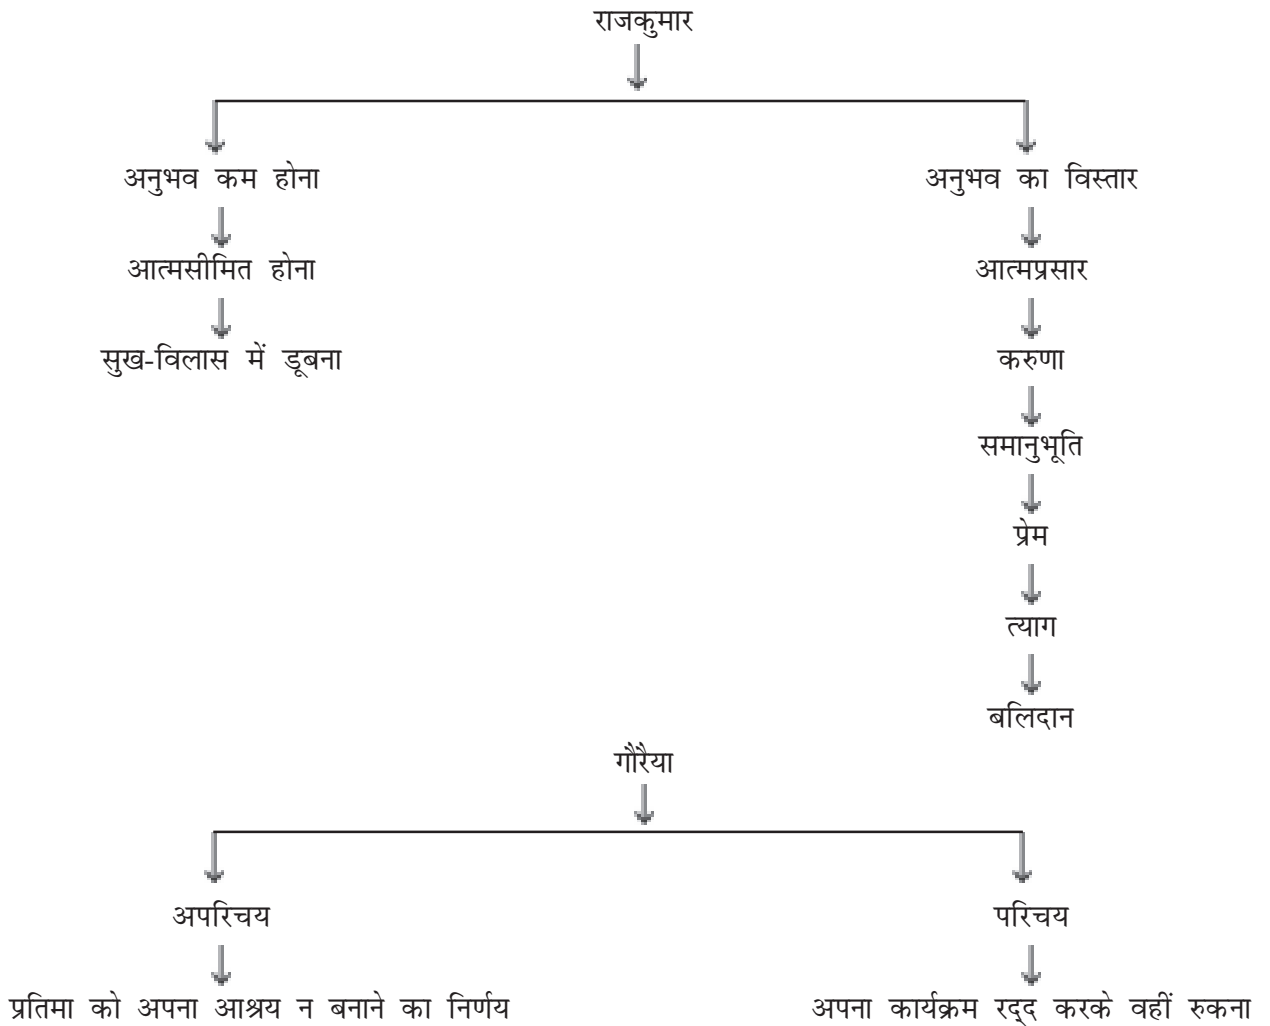 राजकुमार
अनुभव कम होना
अनुभव का विस्तार
आत्मसीमित होना
आत्मप्रसार
सुख-विलास में डूबना
करुणा
समानुभूति
प्रेम
त्याग
बलिदान
गौरैया
अपरिचय
परिचय
प्रतिमा को अपना आश्रय न बनाने का निर्णय
अपना कार्यक्रम रद्द करके वहीं रुकना